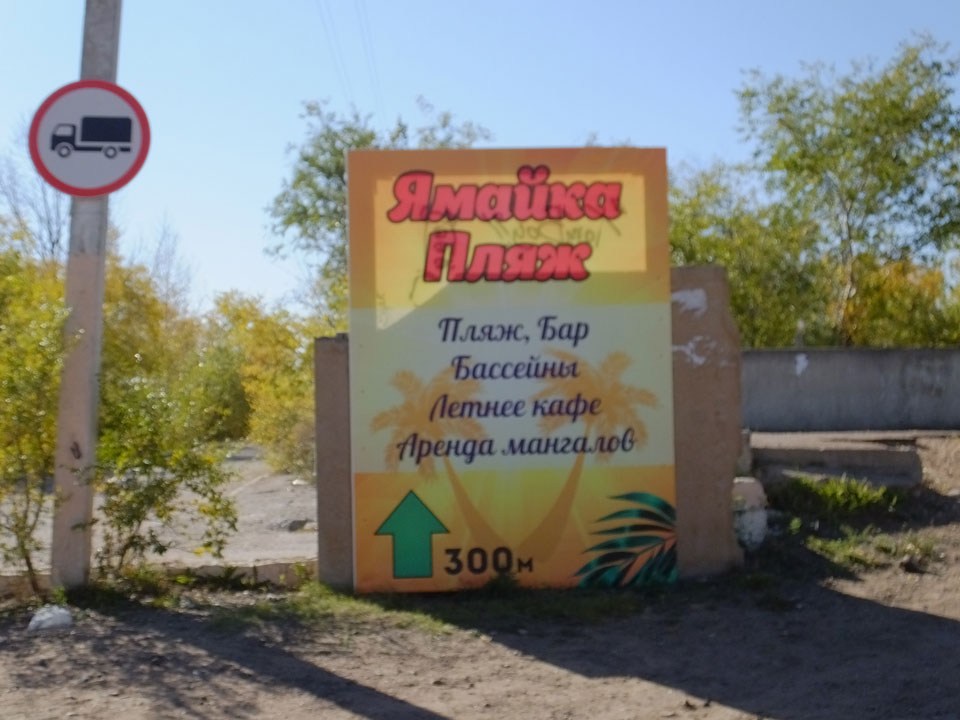 Ямайка
Пляж
Пляж, Бар
Бассейны
Летнее кафе
Аренда мангалов
300м